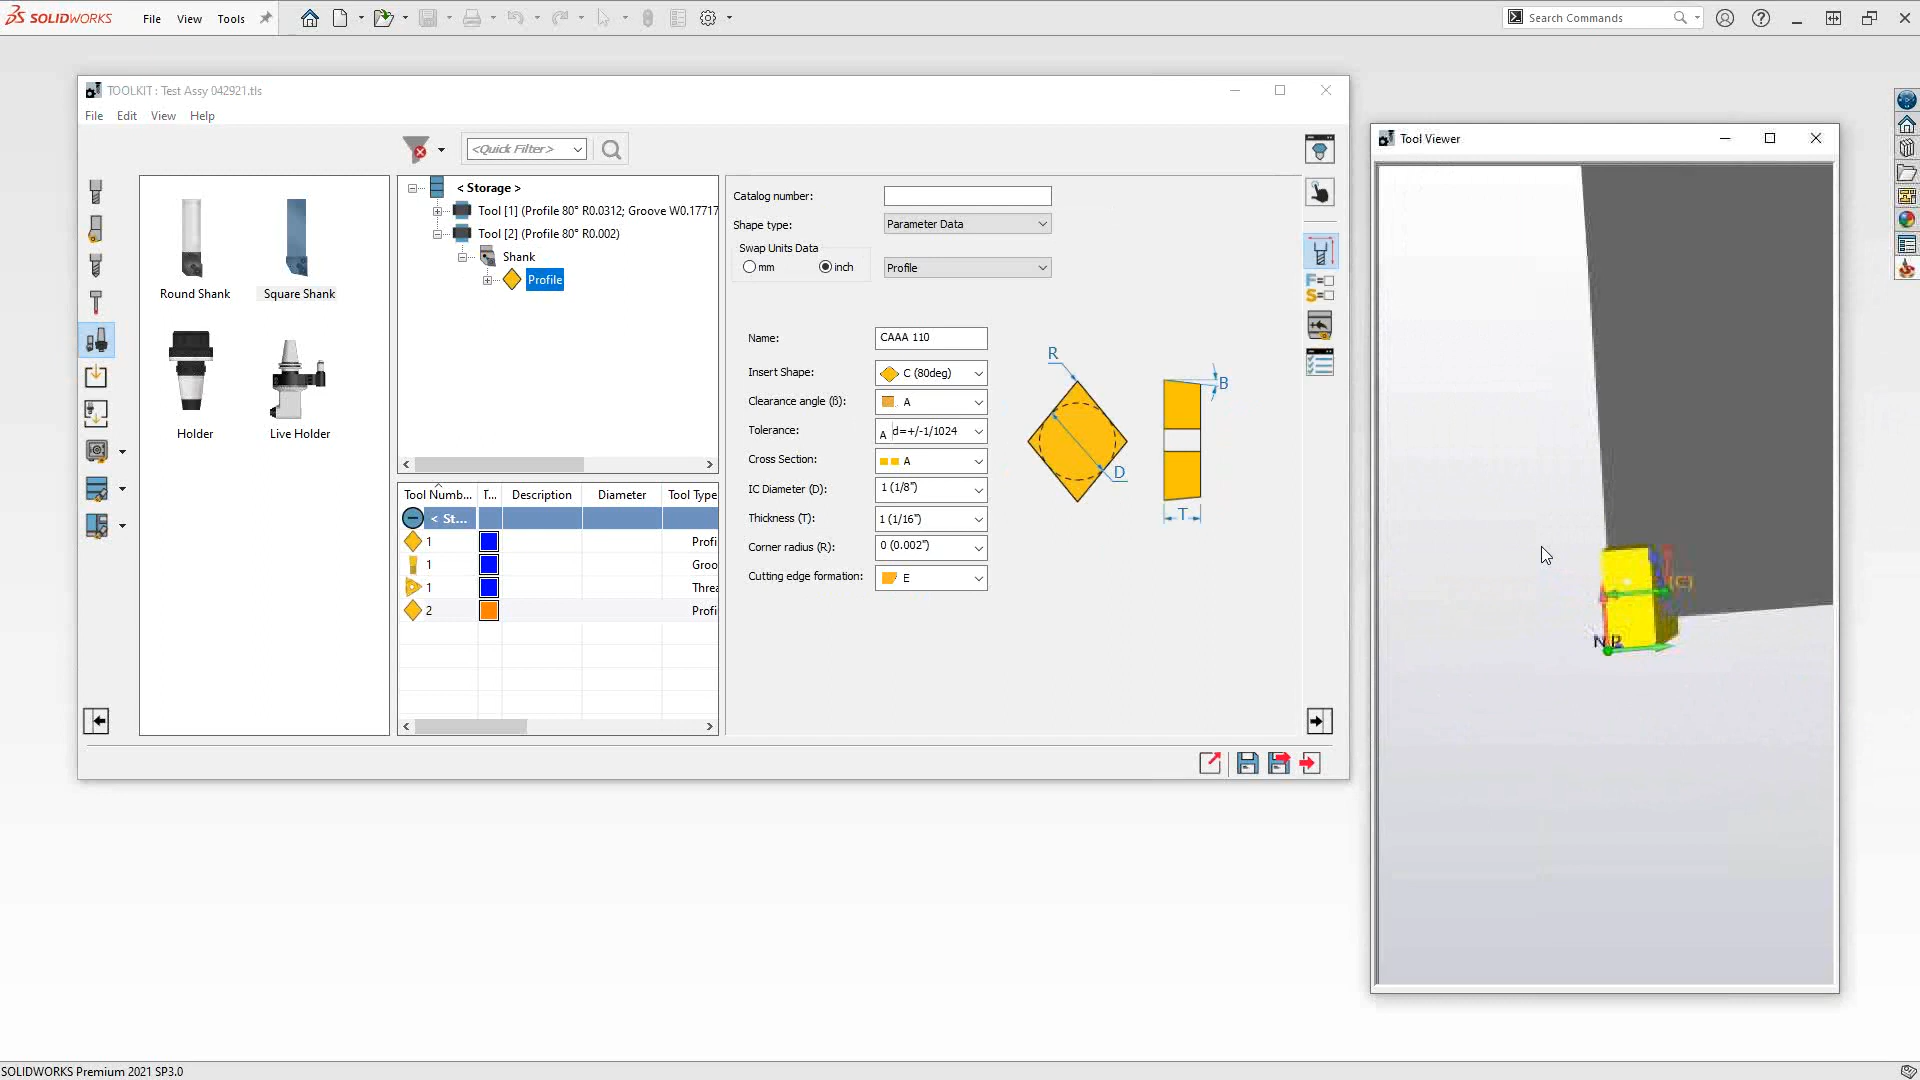 SOLIDWORKS
File View Tools
Search Commands
TOOLKIT : Test Assy 042921.tls
File Edit View Help
<Quick Filter>
Round Shank
Square Shank
Holder
Live Holder
< Storage >
Tool [1] (Profile 80° R0.0312; Groove W0.17717
Tool [2] (Profile 80° R0.002)
Shank
Profile
Tool Numb... T... Description Diameter Tool Type
< St...
1 Profi
1 Groo
1 Threa
2 Profi
Catalog number:
Shape type: Parameter Data
Swap Units Data
mm inch Profile
Name: CAAA 110
Insert Shape: C (80deg)
Clearance angle (β): A
Tolerance: A d=+/-1/1024
Cross Section: A
IC Diameter (D): 1 (1/8")
Thickness (T): 1 (1/16")
Corner radius (R): 0 (0.002")
Cutting edge formation: E
R
D
B
T
F=
S=
Tool Viewer
SOLIDWORKS Premium 2021 SP3.0